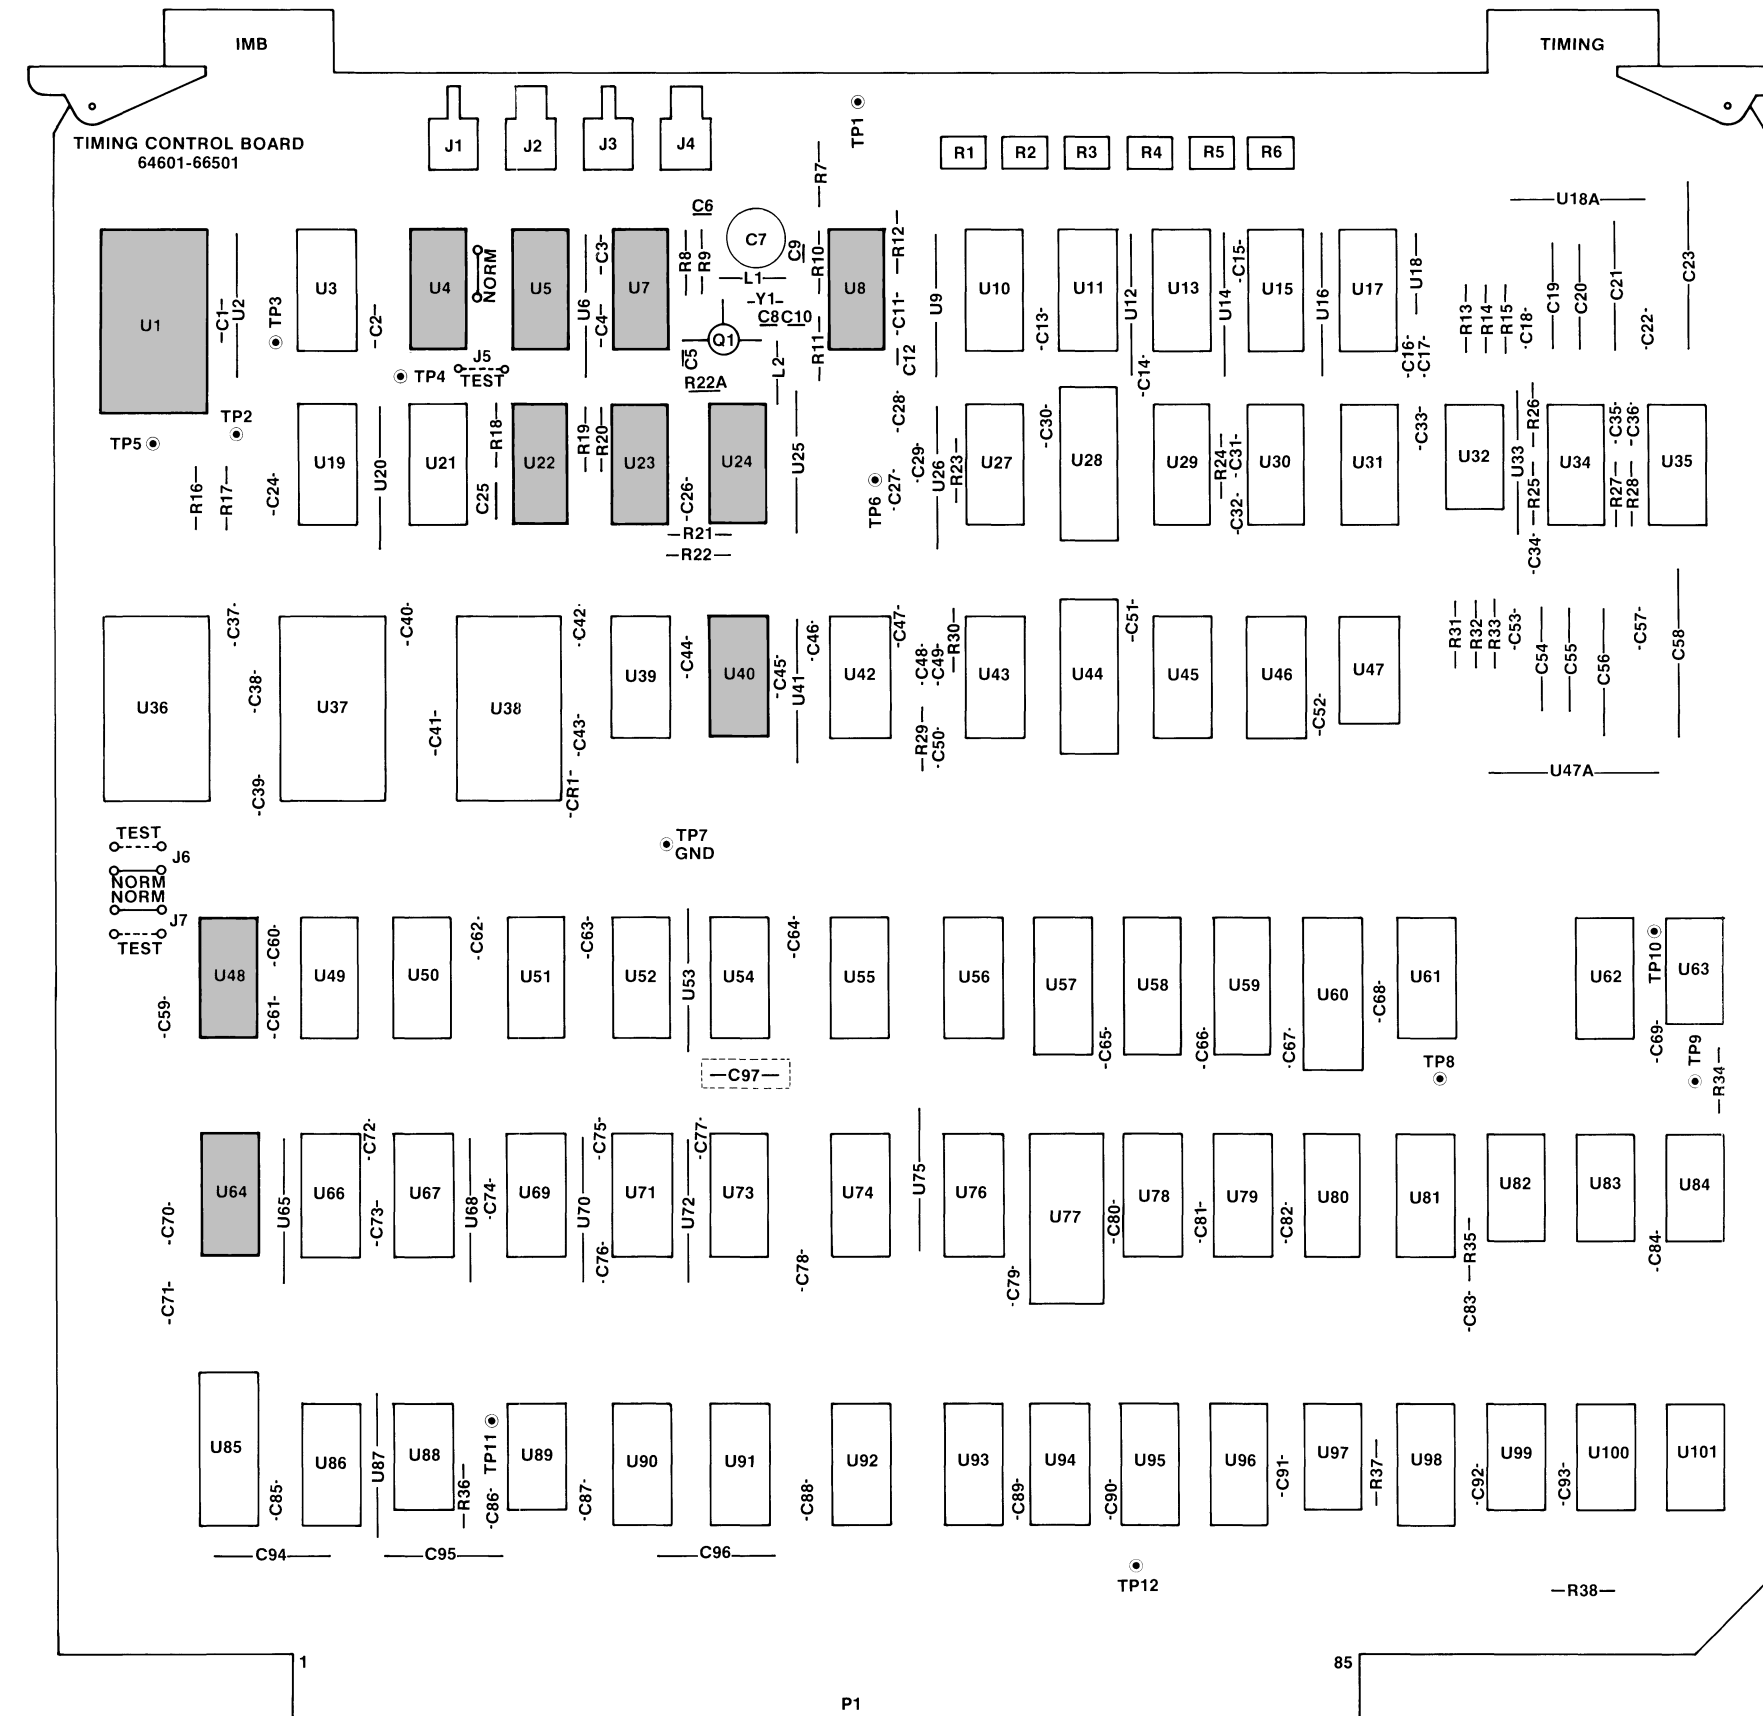 IMB
TIMING
TIMING CONTROL BOARD
64601-66501
J1 J2 J3 J4
TP1
R7
R1 R2 R3 R4 R5 R6
C6
U18A
U1
C1
U2
TP3
U3
C2
U4
NORM
U5
U6
C3
C4
U7
R8
R9
C7
L1
Y1
C8 C10
C9
R10
R11
U8
R12
C11
C12
U9
U10
C13
U11
U12
C14
U13
U14
C15
U15
U16
U17
U18
C16
C17
R13
R14
R15
C18
C19
C20
C21
C22
C23
Q1
C5
L2
R22A
J5
TEST
TP4
TP2
TP5
R16
R17
C24
U19
U20
U21
R18
C25
U22
R19
R20
U23
C26
U24
U25
R21
R22
TP6
C27
C28
C29
U26
R23
U27
C30
U28
U29
R24
C31
C32
U30
U31
C33
U32
U33
R26
R25
C34
U34
C35
C36
R27
R28
U35
U36
C37
C38
C39
U37
C40
C41
U38
C42
C43
CR1
U39
C44
U40
C45
U41
C46
U42
C47
C48
C49
R30
R29
C50
U43
U44
C51
U45
U46
C52
U47
R31
R32
R33
C53
C54
C55
C56
C57
C58
U47A
TEST
J6
NORM
NORM
J7
TEST
TP7
GND
C59
U48
C60
C61
U49
U50
C62
U51
C63
U52
U53
U54
C64
U55
U56
U57
C65
U58
C66
U59
C67
U60
C68
U61
U62
TP10
C69
U63
TP9
R34
TP8
C97
C70
C71
U64
U65
U66
C72
C73
U67
U68
C74
U69
U70
C75
C76
U71
U72
C77
U73
C78
U74
U75
U76
C79
U77
C80
U78
C81
U79
C82
U80
U81
R35
C83
U82
U83
C84
U84
U85
C85
U86
U87
U88
R36
TP11
C86
U89
C87
U90
U91
C88
U92
U93
C89
U94
C90
U95
U96
C91
U97
R37
U98
C92
U99
C93
U100
U101
C94
C95
C96
TP12
R38
1
85
P1